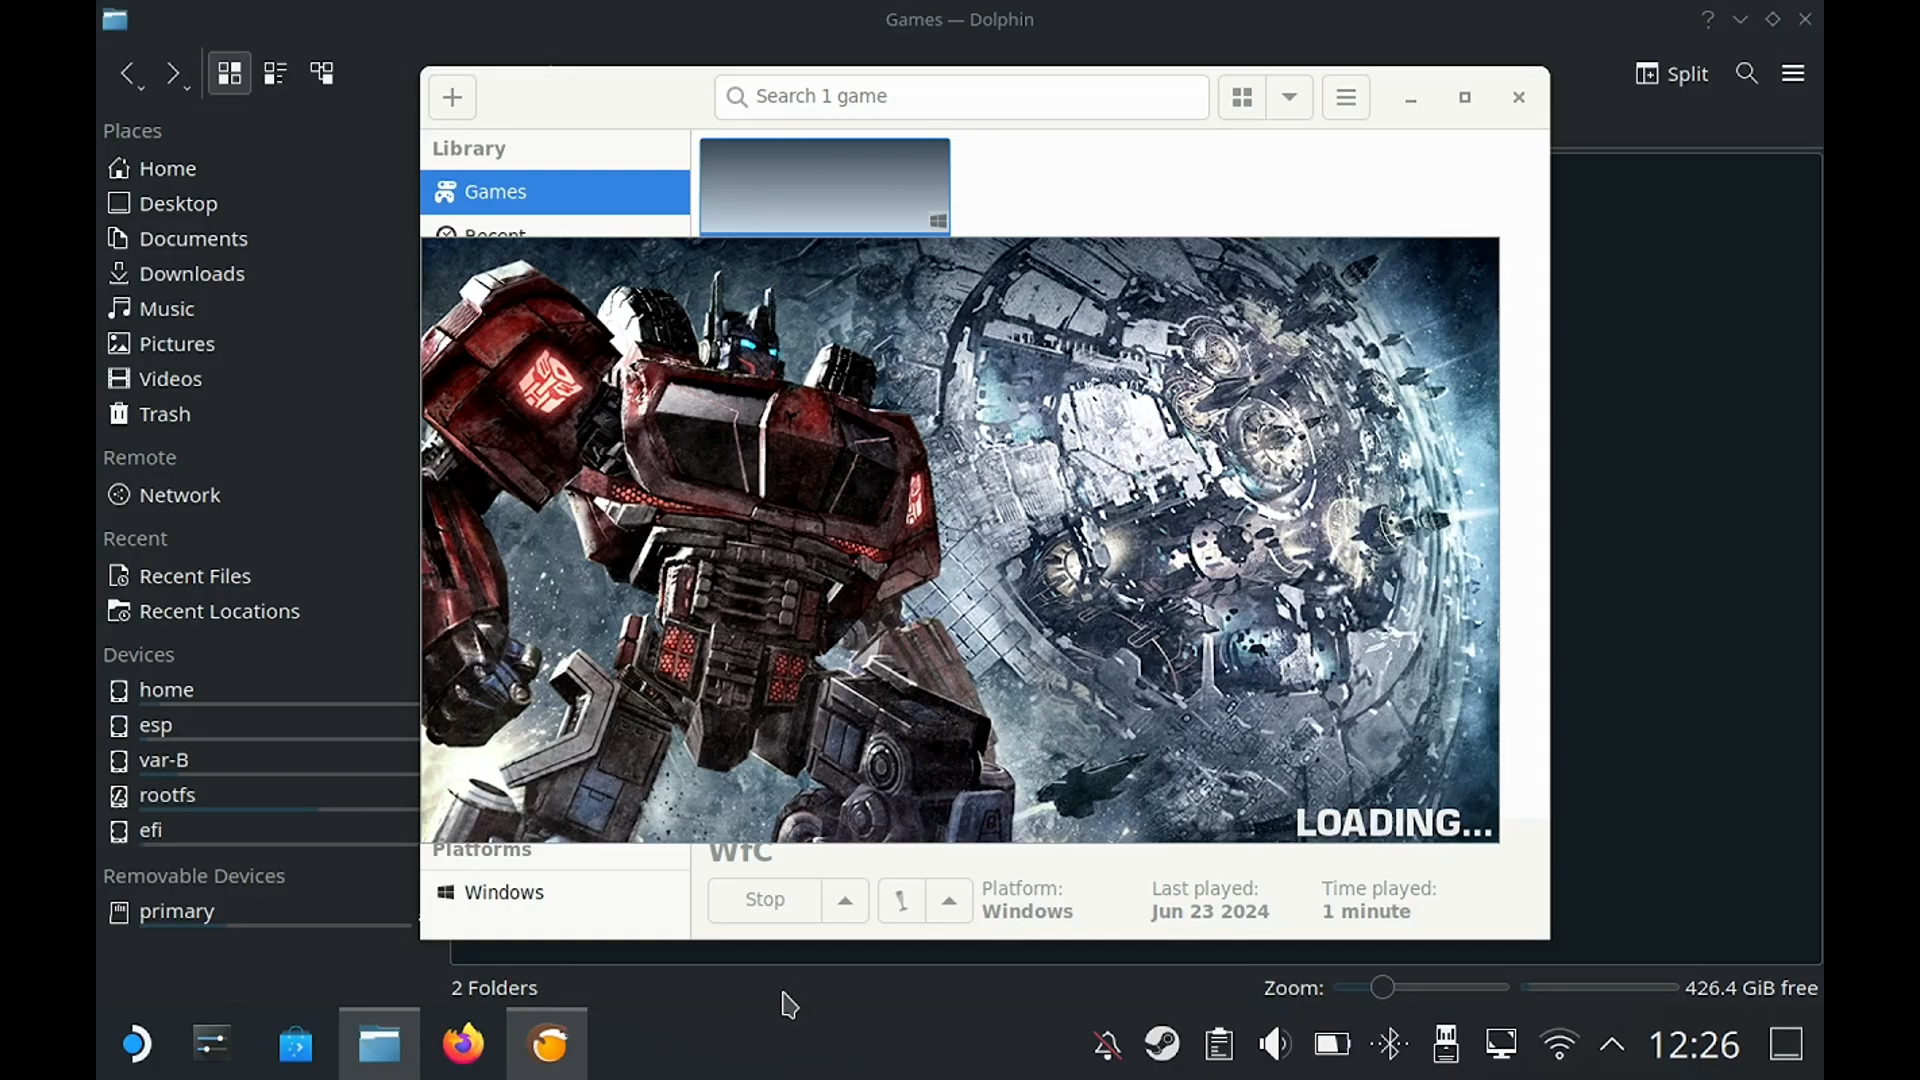 Games — Dolphin
Split
Places
Home
Desktop
Documents
Downloads
Music
Pictures
Videos
Trash
Remote
Network
Recent
Recent Files
Recent Locations
Devices
home
esp
var-B
rootfs
efi
Removable Devices
primary
Search 1 game
Library
Games
Recent
LOADING...
Platforms
Windows
WfC
Stop
Platform:
Windows
Last played:
Jun 23 2024
Time played:
1 minute
2 Folders
Zoom:
426.4 GiB free
12:26